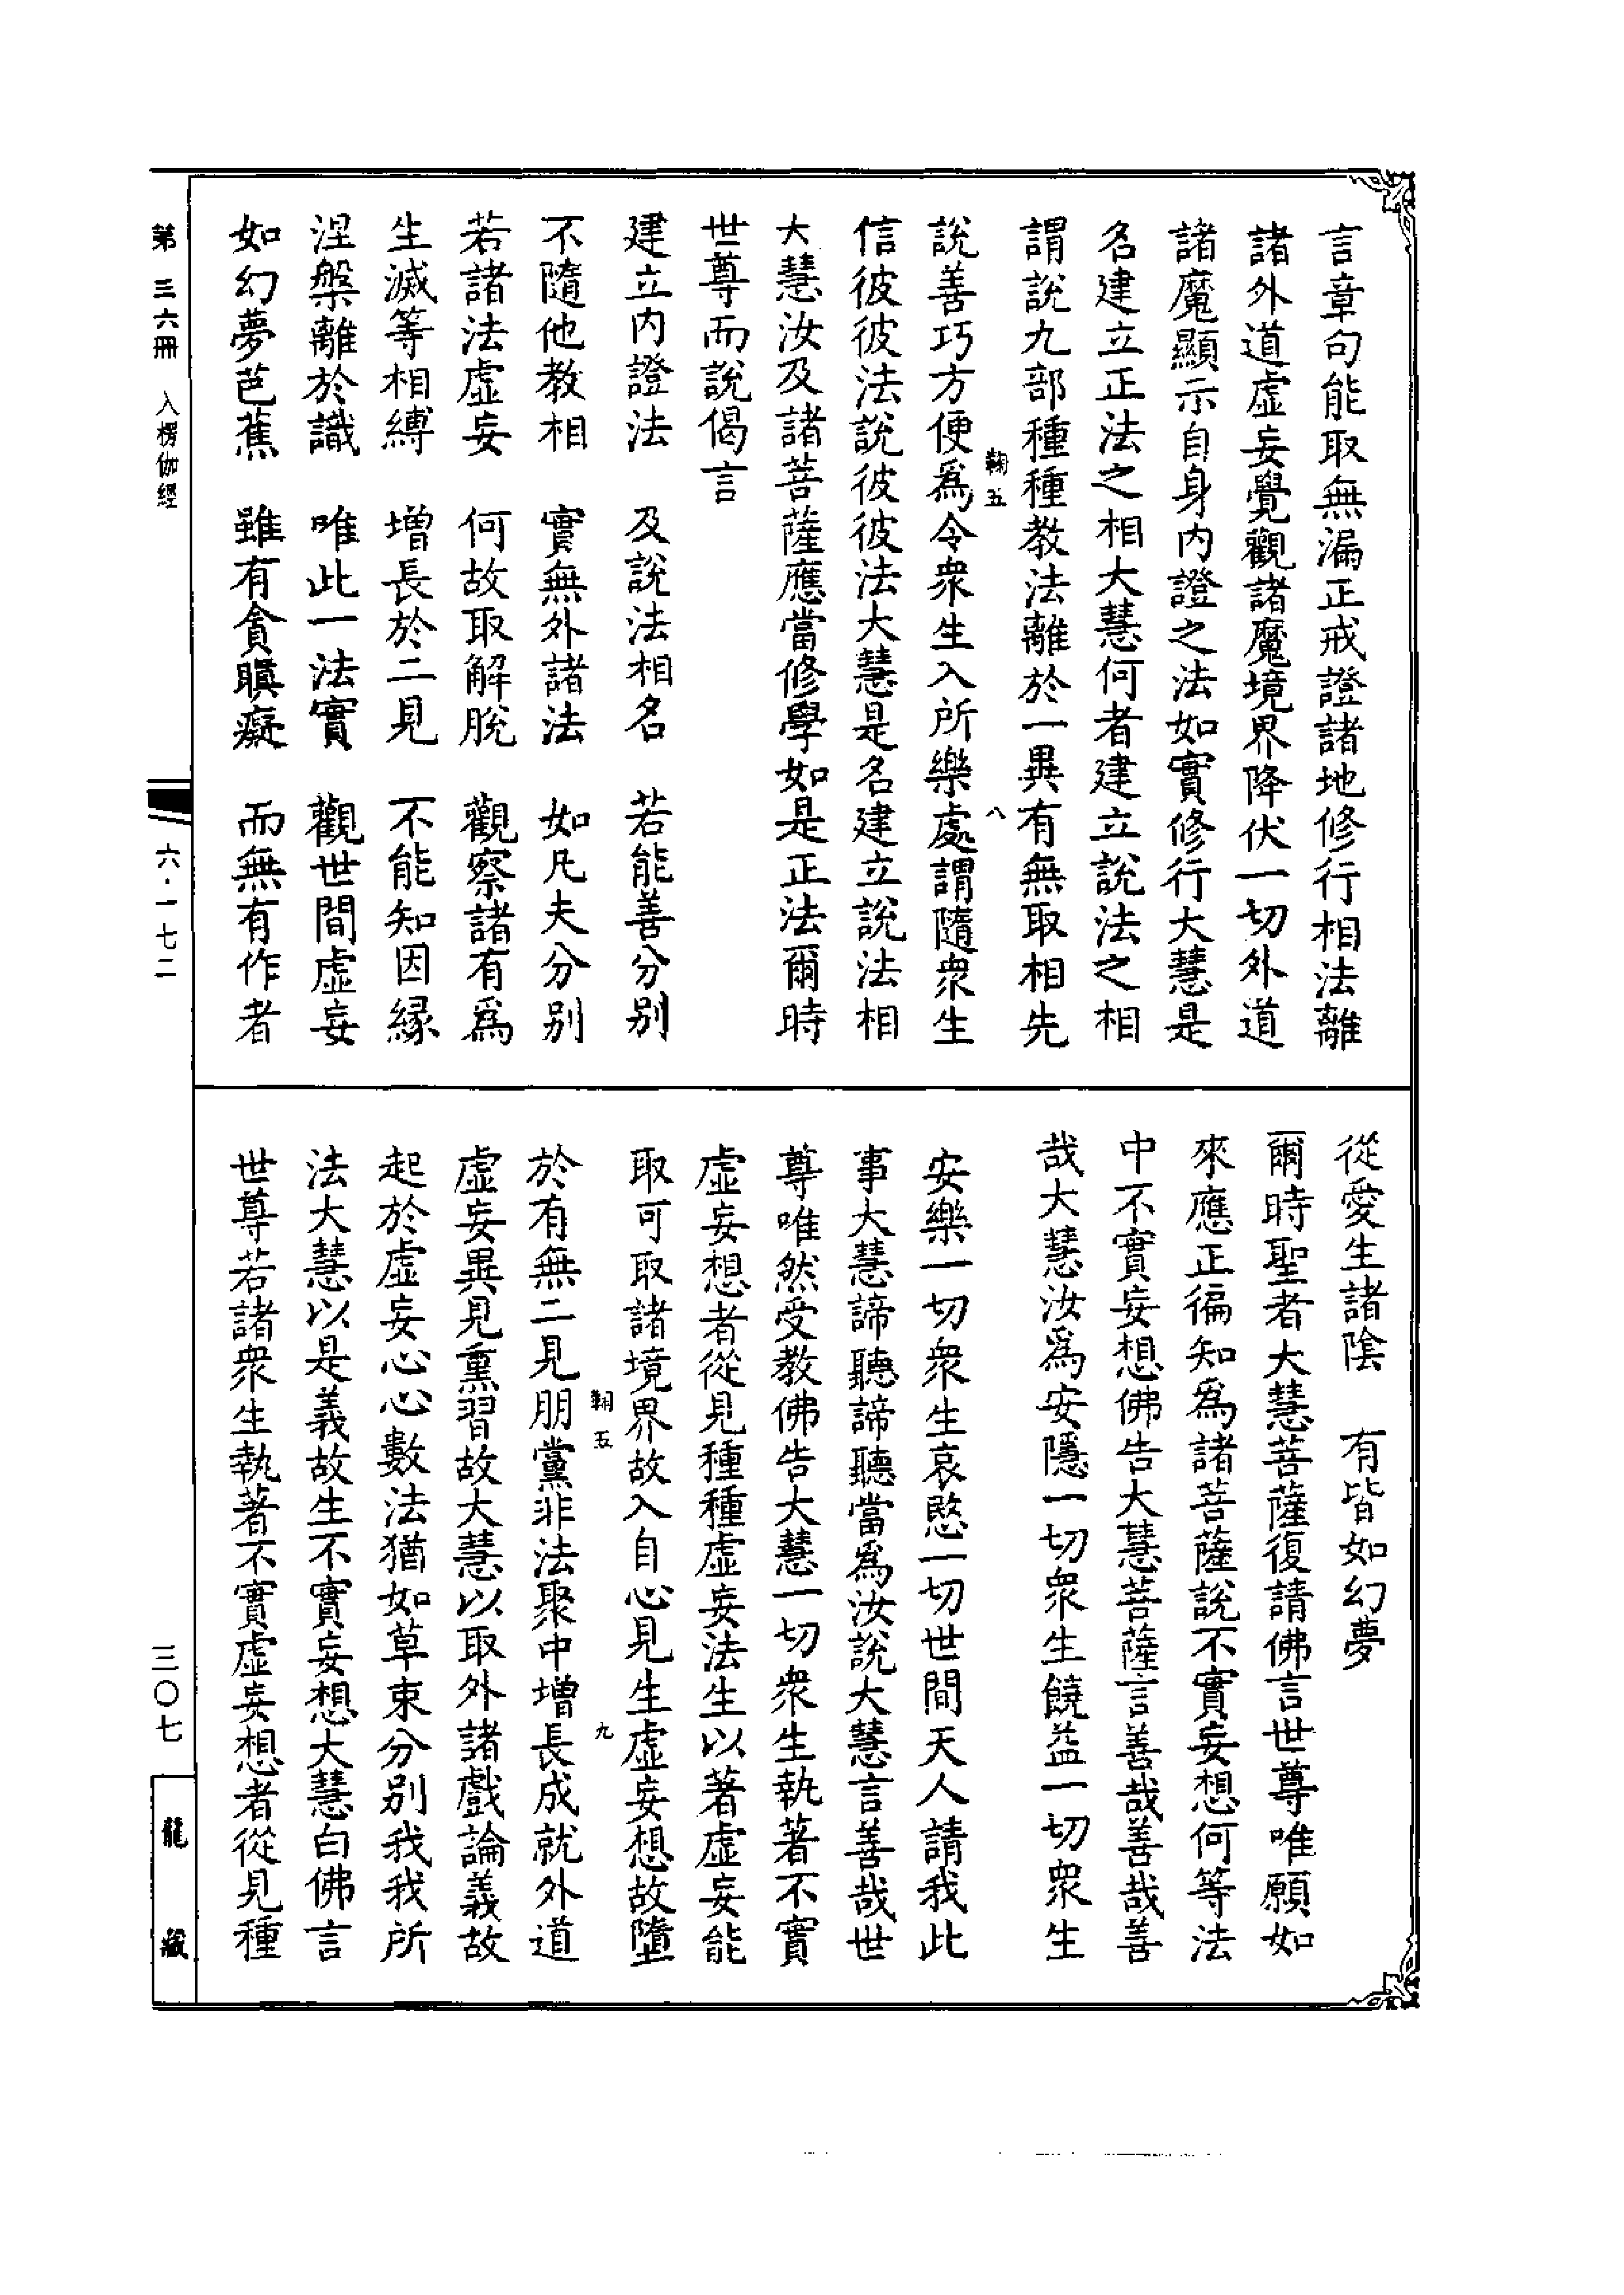 言章句能取無漏正戒證諸地修行相法離
諸外道虛妄覺觀諸魔境界降伏一切外道
諸魔顯示自身內證之法如實修行大慧是
名建立正法之相大慧何者建立說法之相
謂說九部種種教法離於一異有無取相先
鞠五 八
說善巧方便爲令衆生入所樂處謂隨衆生
信彼彼法說彼彼法大慧是名建立說法相
大慧汝及諸菩薩應當修學如是正法爾時
世尊而說偈言
建立內證法 及說法相名 若能善分別
不隨他教相 實無外諸法 如凡夫分別
若諸法虛妄 何故取解脫 觀察諸有爲
生滅等相縛 增長於二見 不能知因緣
涅槃離於識 唯此一法實 觀世間虛妄
如幻夢芭蕉 雖有貪瞋癡 而無有作者
從愛生諸陰 有皆如幻夢
爾時聖者大慧菩薩復請佛言世尊唯願如
來應正徧知爲諸菩薩說不實妄想何等法
中不實妄想佛告大慧菩薩言善哉善哉善
哉大慧汝爲安隱一切衆生饒益一切衆生
安樂一切衆生哀愍一切世間天人請我此
事大慧諦聽諦聽當爲汝說大慧言善哉世
尊唯然受教佛告大慧一切衆生執著不實
虛妄想者從見種種虛妄法生以著虛妄能
取可取諸境界故入自心見生虛妄想故墮
鞠五 九
於有無二見朋黨非法聚中增長成就外道
虛妄異見熏習故大慧以取外諸戲論義故
起於虛妄心心數法猶如草束分別我我所
法大慧以是義故生不實妄想大慧白佛言
世尊若諸衆生執著不實虛妄想者從見種
第三六冊 入楞伽經
六·一七二
三〇七
龍藏